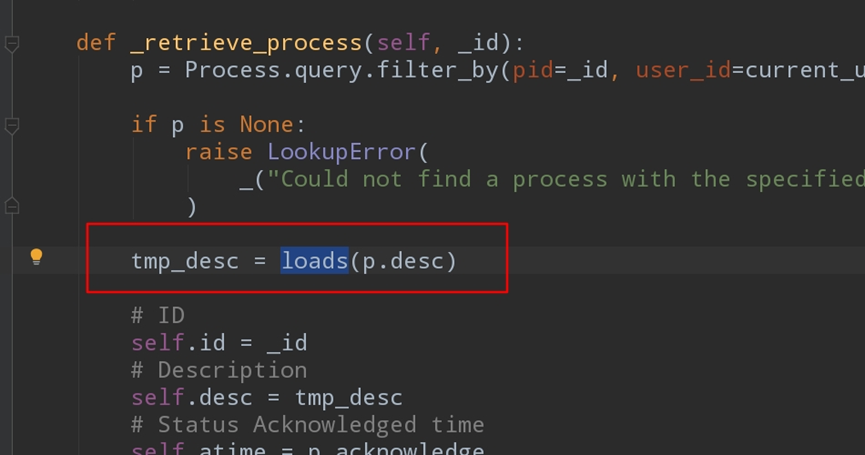 def _retrieve_process(self, _id):
p = Process.query.filter_by(pid=_id, user_id=current_u
if p is None:
raise LookupError(
_("Could not find a process with the specified
)
tmp_desc = loads(p.desc)
# ID
self.id = _id
# Description
self.desc = tmp_desc
# Status Acknowledged time
self.atime = p.acknowledge